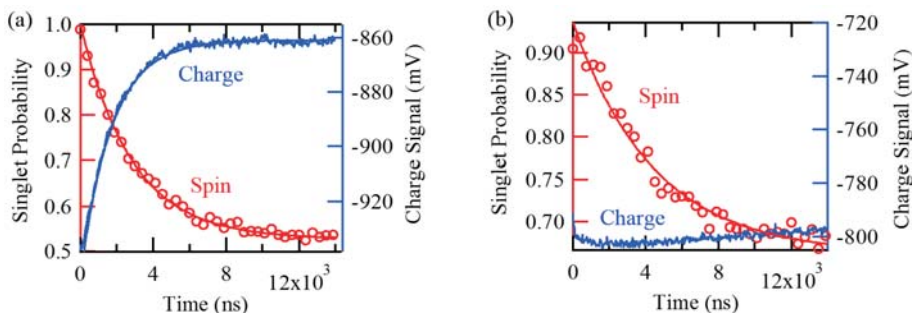 (a)
1.0
0.9
0.8
0.7
0.6
0.5
Singlet Probability
Charge
Spin
-860
-880
-900
-920
Charge Signal (mV)
0
4
8
12x10³
Time (ns)
(b)
0.90
0.85
0.80
0.75
0.70
Singlet Probability
Spin
Charge
-720
-740
-760
-780
-800
Charge Signal (mV)
0
4
8
12x10³
Time (ns)